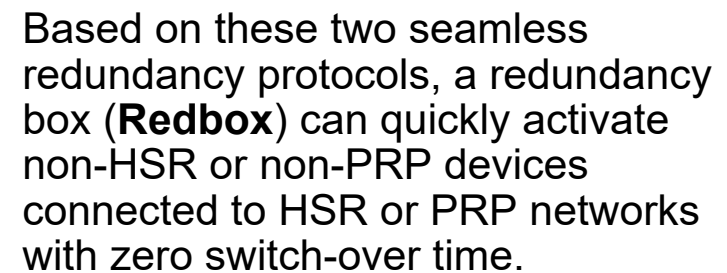 Based on these two seamless
redundancy protocols, a redundancy
box (Redbox) can quickly activate
non-HSR or non-PRP devices
connected to HSR or PRP networks
with zero switch-over time.